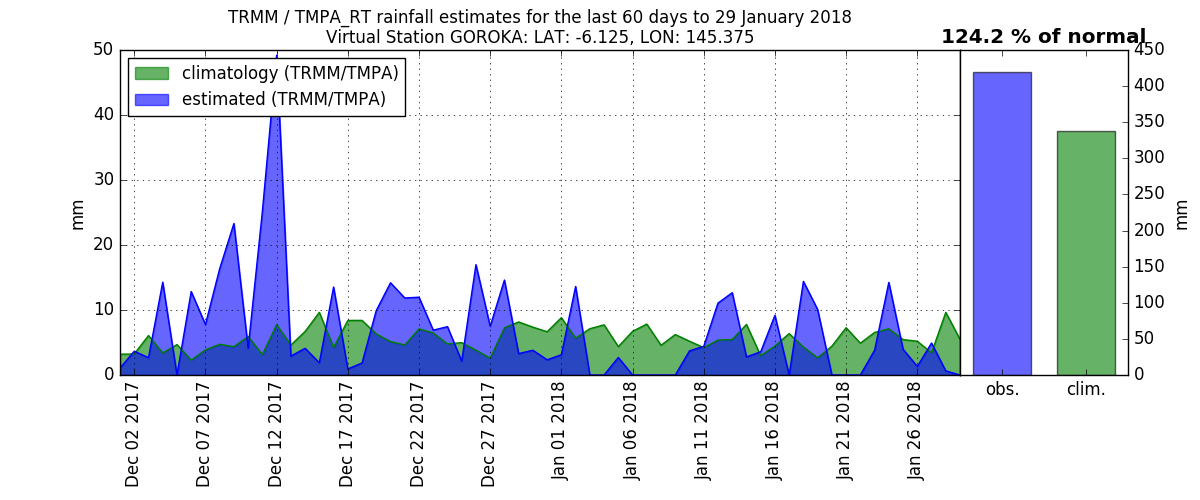 TRMM / TMPA_RT rainfall estimates for the last 60 days to 29 January 2018
Virtual Station GOROKA: LAT: -6.125, LON: 145.375
124.2 % of normal
climatology (TRMM/TMPA)
estimated (TRMM/TMPA)
mm
50
40
30
20
10
0
Dec 02 2017
Dec 07 2017
Dec 12 2017
Dec 17 2017
Dec 22 2017
Dec 27 2017
Jan 01 2018
Jan 06 2018
Jan 11 2018
Jan 16 2018
Jan 21 2018
Jan 26 2018
obs.
clim.
450
400
350
300
250
200
150
100
50
0
mm